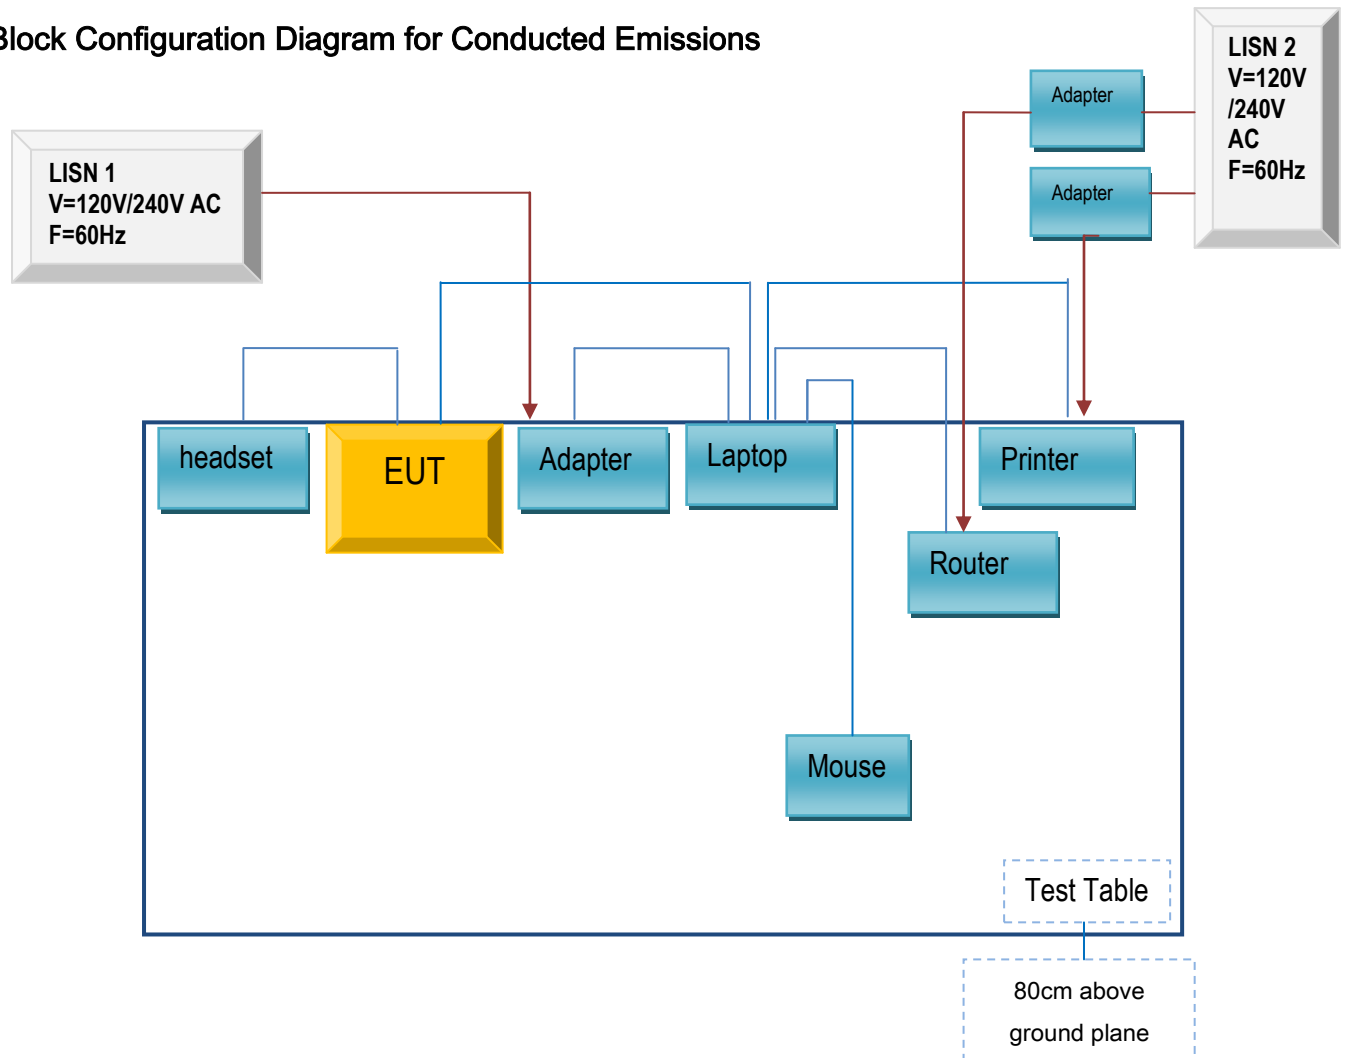 Block Configuration Diagram for Conducted Emissions
LISN 2
V=120V
/240V
AC
F=60Hz
Adapter
Adapter
LISN 1
V=120V/240V AC
F=60Hz
headset
EUT
Adapter
Laptop
Printer
Router
Mouse
Test Table
80cm above
ground plane